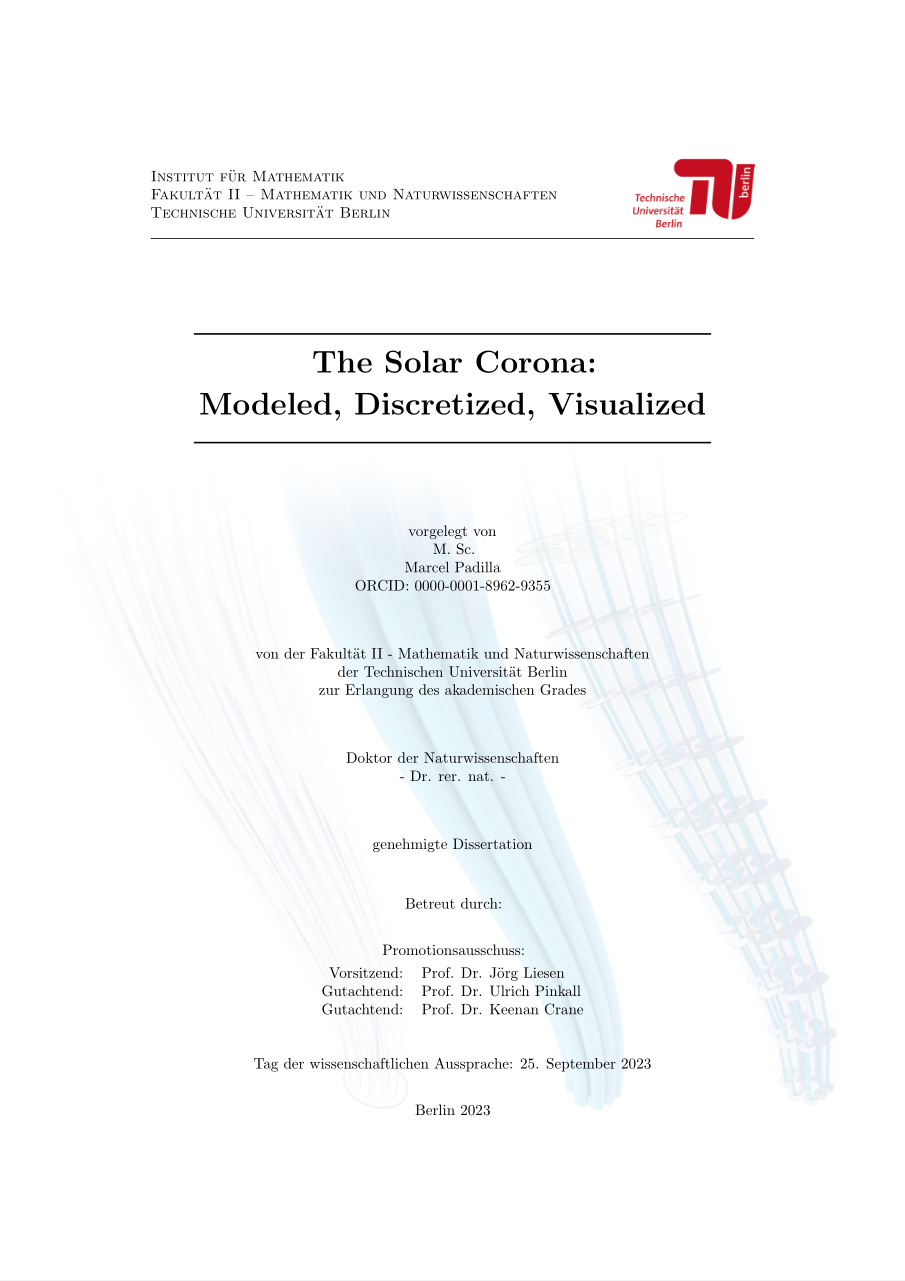 Institut für Mathematik
Fakultät II – Mathematik und Naturwissenschaften
Technische Universität Berlin
Technische
Universität
Berlin
berlin
The Solar Corona:
Modeled, Discretized, Visualized
vorgelegt von
M. Sc.
Marcel Padilla
ORCID: 0000-0001-8962-9355
von der Fakultät II - Mathematik und Naturwissenschaften
der Technischen Universität Berlin
zur Erlangung des akademischen Grades
Doktor der Naturwissenschaften
- Dr. rer. nat. -
genehmigte Dissertation
Betreut durch:
Promotionsausschuss:
Vorsitzend: Prof. Dr. Jörg Liesen
Gutachtend: Prof. Dr. Ulrich Pinkall
Gutachtend: Prof. Dr. Keenan Crane
Tag der wissenschaftlichen Aussprache: 25. September 2023
Berlin 2023